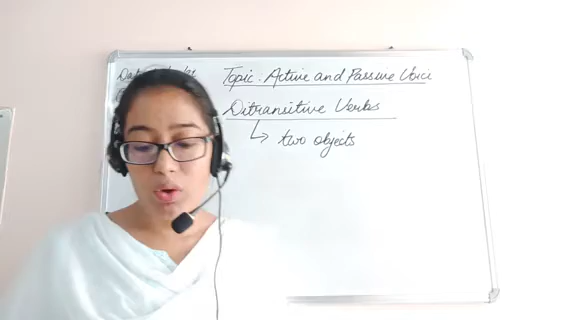 Topic: Active and Passive Voice
Ditransitive Verbs
↳ two objects